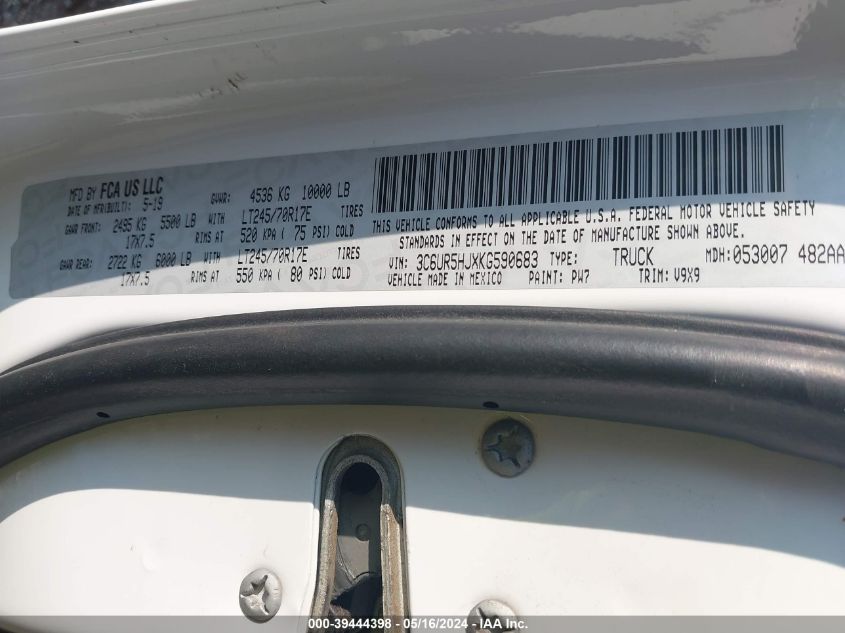 MFD BY FCA US LLC
DATE OF MFR(BUILT): 5-19
GVWR: 4536 KG 10000 LB
GAWR FRONT: 2495 KG 5500 LB WITH LT245/70R17E TIRES
17X7.5 RIMS AT 520 KPA ( 75 PSI) COLD
GAWR REAR: 2722 KG 6000 LB WITH LT245/70R17E TIRES
17X7.5 RIMS AT 550 KPA ( 80 PSI) COLD
THIS VEHICLE CONFORMS TO ALL APPLICABLE U.S.A. FEDERAL MOTOR VEHICLE SAFETY
STANDARDS IN EFFECT ON THE DATE OF MANUFACTURE SHOWN ABOVE.
VIN: 3C6UR5HJXKG590683 TYPE: TRUCK MDH: 053007 482AA
VEHICLE MADE IN MEXICO PAINT: PW7 TRIM: V9X9
000-39444398 - 05/16/2024 - IAA Inc.